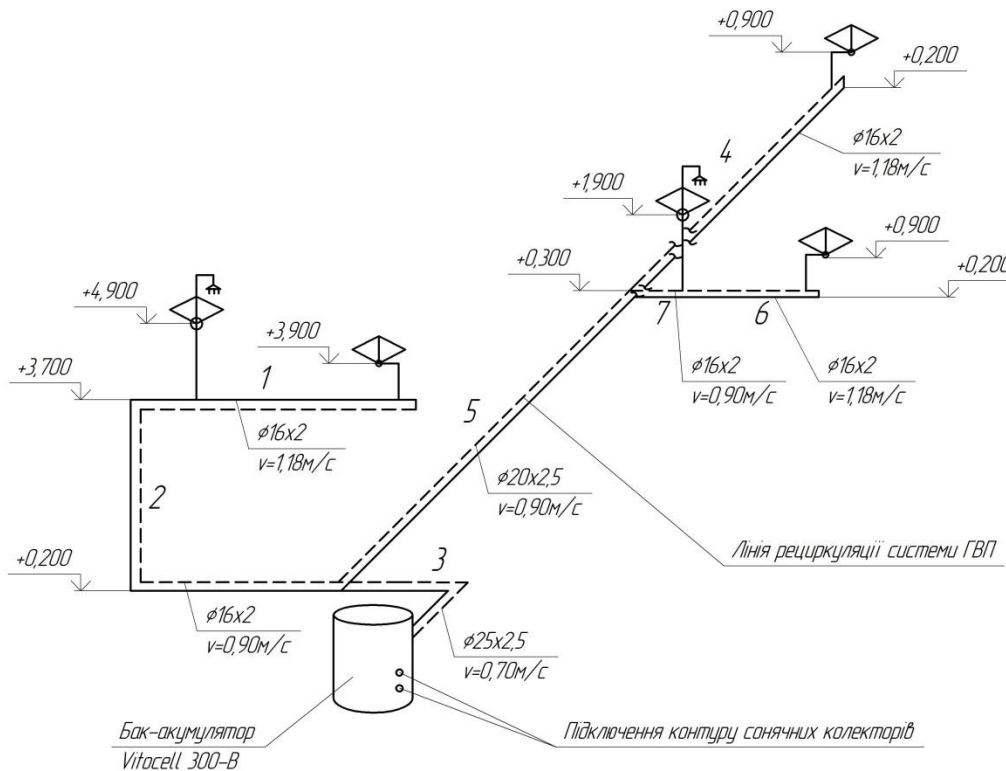 +0,900
+0,200
4
ø16x2
v=1,18м/с
+1,900
+0,900
+0,300
+0,200
7
6
+4,900
+3,900
+3,700
1
ø16x2
v=0,90м/с
ø16x2
v=1,18м/с
5
ø16x2
v=1,18м/с
2
ø20x2,5
v=0,90м/с
Лінія рециркуляції системи ГВП
3
+0,200
ø16x2
v=0,90м/с
ø25x2,5
v=0,70м/с
Бак-акумулятор
Vitocell 300-B
Підключення контуру сонячних колекторів